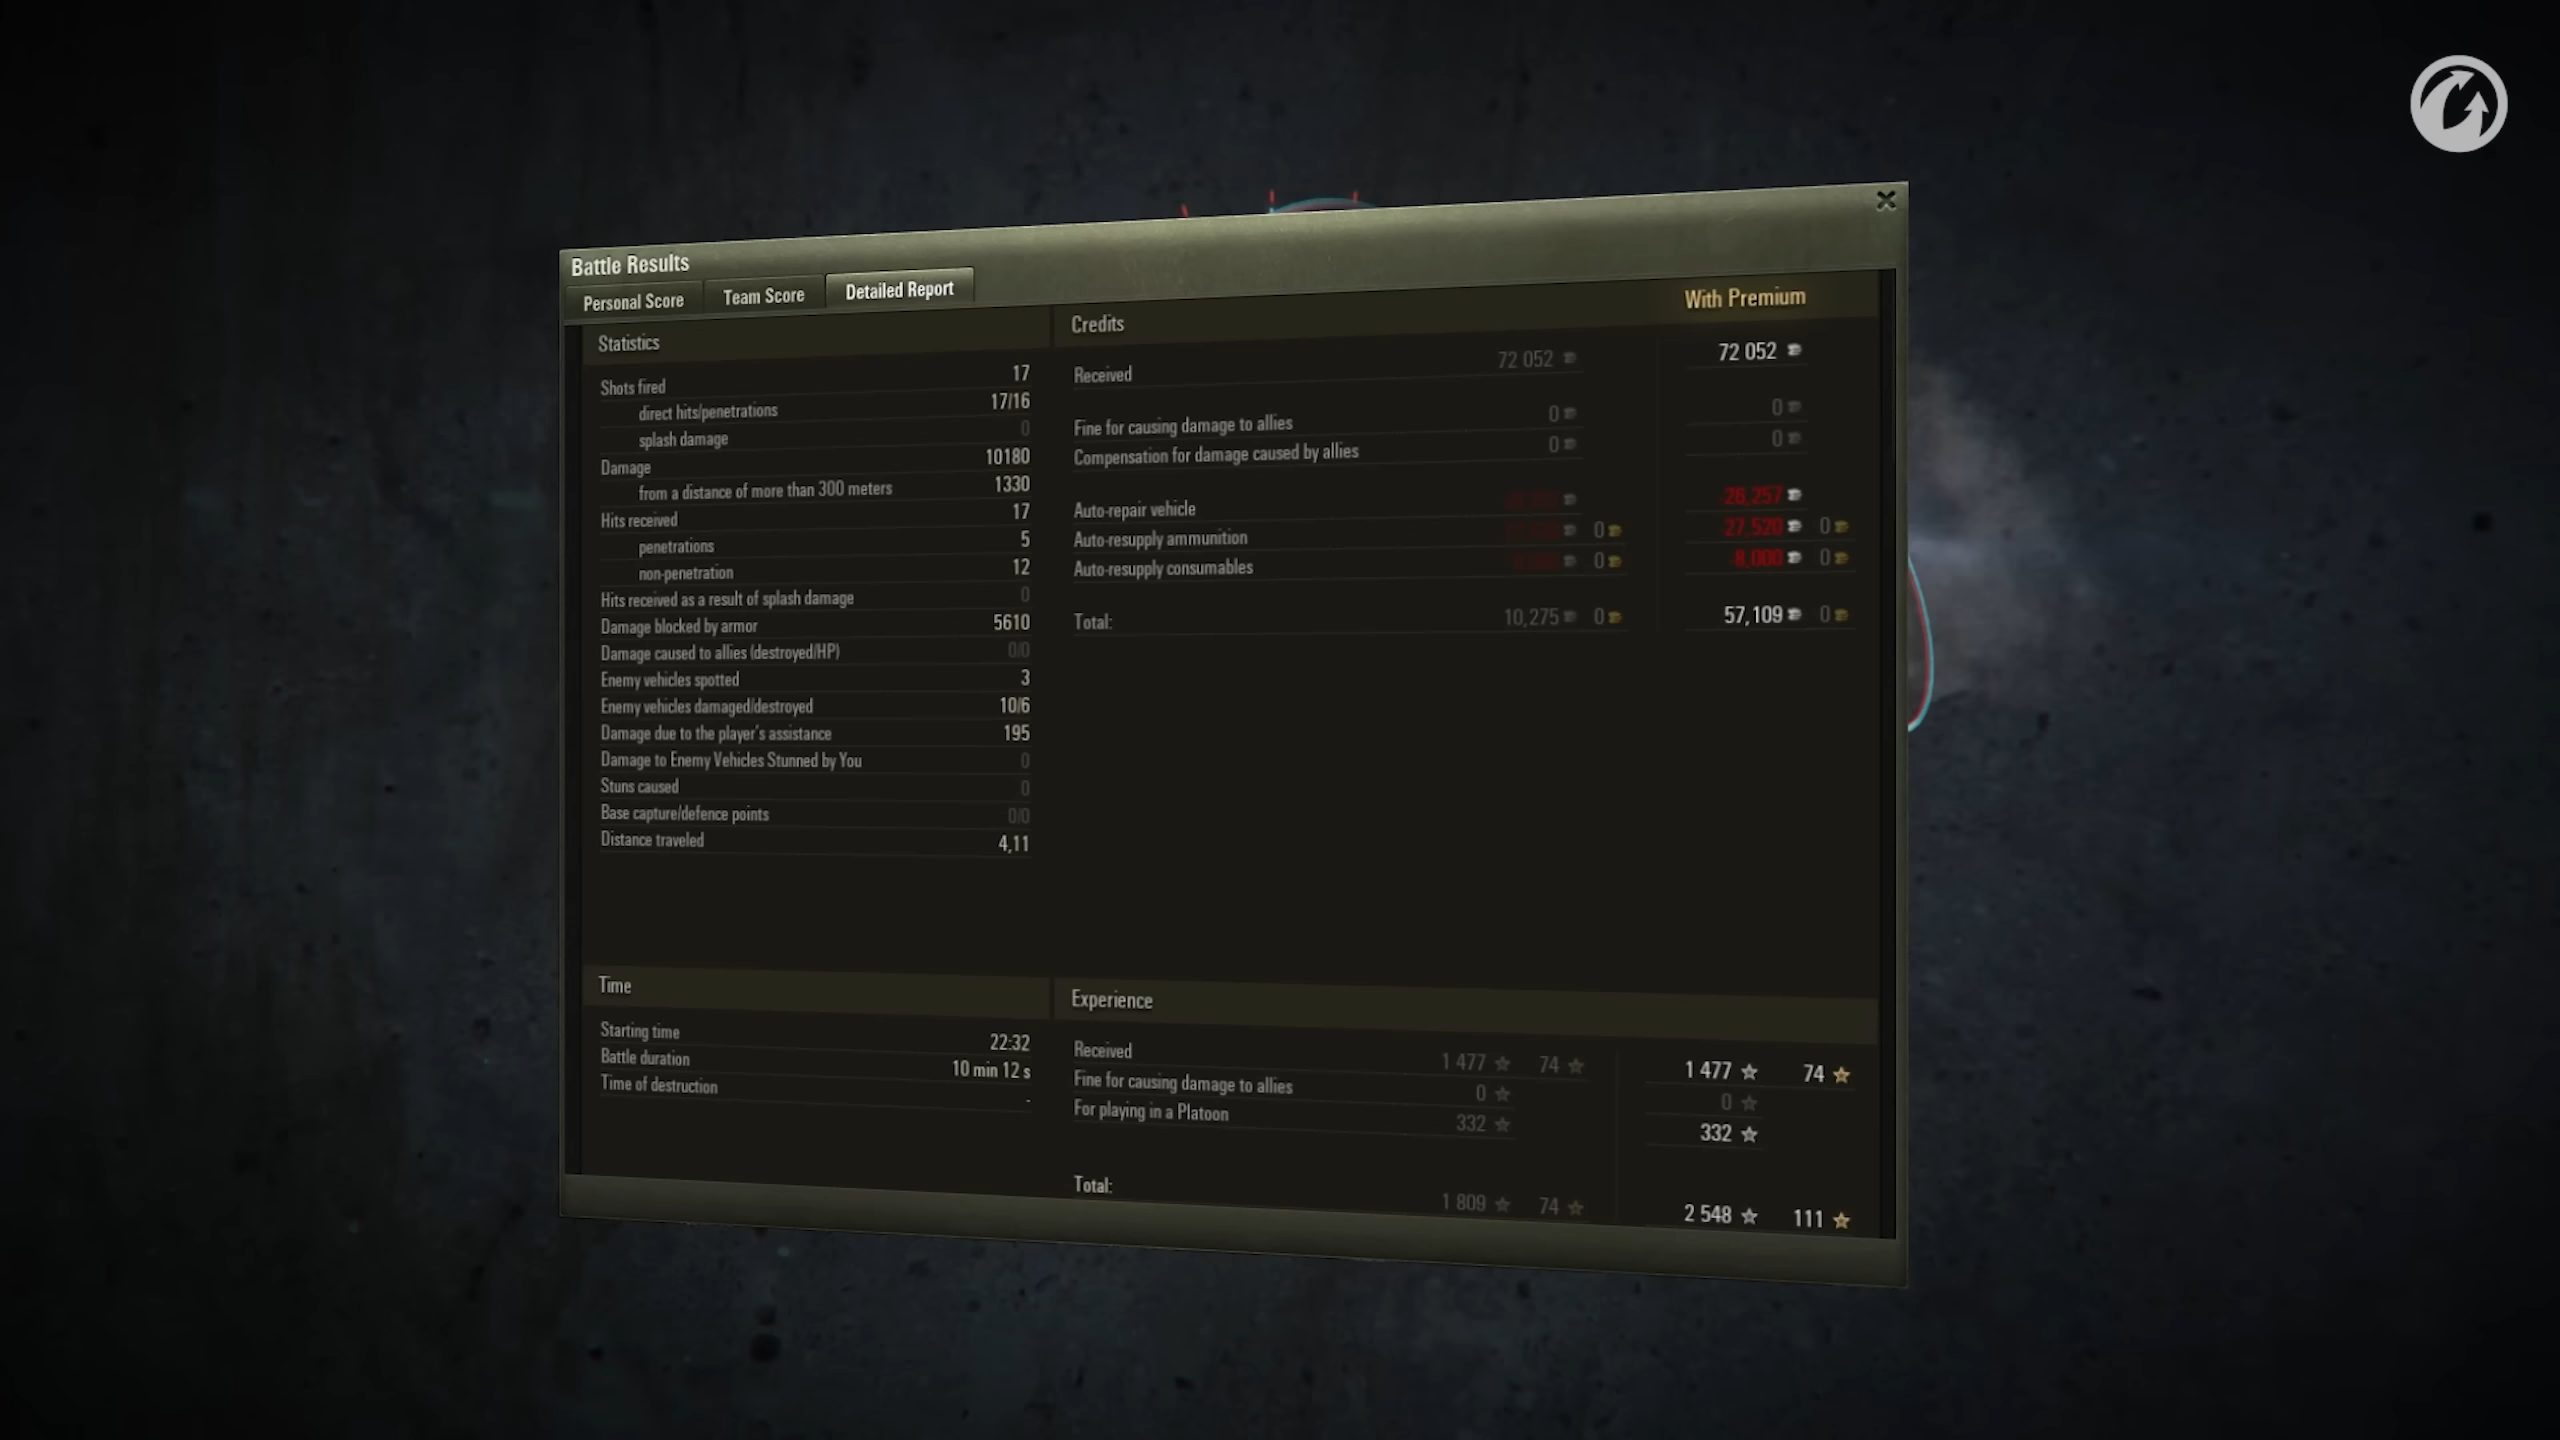 Battle Results
Personal Score Team Score Detailed Report
With Premium
Statistics
Shots fired 17
direct hits/penetrations 17/16
splash damage 0
Damage 10180
from a distance of more than 300 meters 1330
Hits received 17
penetrations 5
non-penetration 12
Hits received as a result of splash damage 0
Damage blocked by armor 5610
Damage caused to allies (destroyed/HP) 0/0
Enemy vehicles spotted 3
Enemy vehicles damaged/destroyed 10/6
Damage due to the player's assistance 195
Damage to Enemy Vehicles Stunned by You 0
Stuns caused 0
Base capture/defence points 0/0
Distance traveled 4,11
Credits
Received 72 052 72 052
Fine for causing damage to allies 0 0
Compensation for damage caused by allies 0 0
Auto-repair vehicle
Auto-resupply ammunition 0 -27,520 0
Auto-resupply consumables 0 -8,000 0
Total: 10,275 0 57,109 0
Time
Starting time 22:32
Battle duration 10 min 12 s
Time of destruction -
Experience
Received 1 477 74 1 477 74
Fine for causing damage to allies 0 0
For playing in a Platoon 332 332
Total: 1 809 74 2 548 111